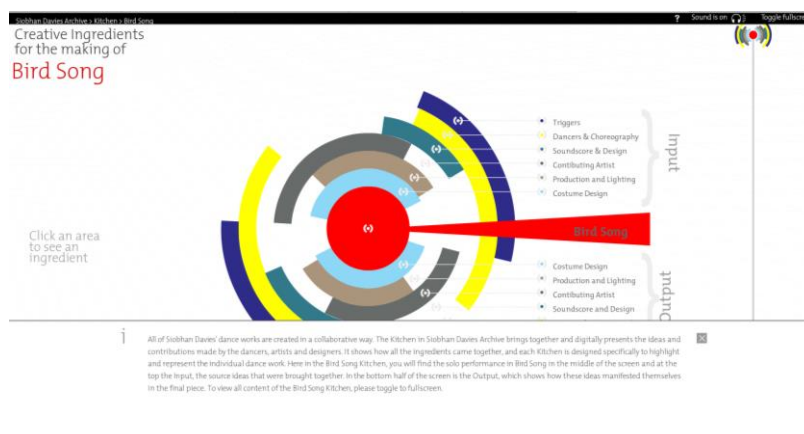 Siobhan Davies Archive > Kitchen > Bird Song
? Sound is on Toggle fullscre
Creative Ingredients
for the making of
Bird Song
Triggers
Dancers & Choreography
Soundscore & Design
Contibuting Artist
Production and Lighting
Costume Design
Input
Bird Song
Click an area
to see an
ingredient
Costume Design
Production and Lighting
Contibuting Artist
Soundscore and Design
Output
i
All of Siobhan Davies' dance works are created in a collaborative way. The Kitchen in Siobhan Davies Archive brings together and digitally presents the ideas and
contributions made by the dancers, artists and designers. It shows how all the ingredients came together, and each Kitchen is designed specifically to highlight
and represent the individual dance work. Here in the Bird Song Kitchen, you will find the solo performance in Bird Song in the middle of the screen and at the
top the Input, the source ideas that were brought together. In the bottom half of the screen is the Output, which shows how these ideas manifested themselves
in the final piece. To view all content of the Bird Song Kitchen, please toggle to fullscreen.